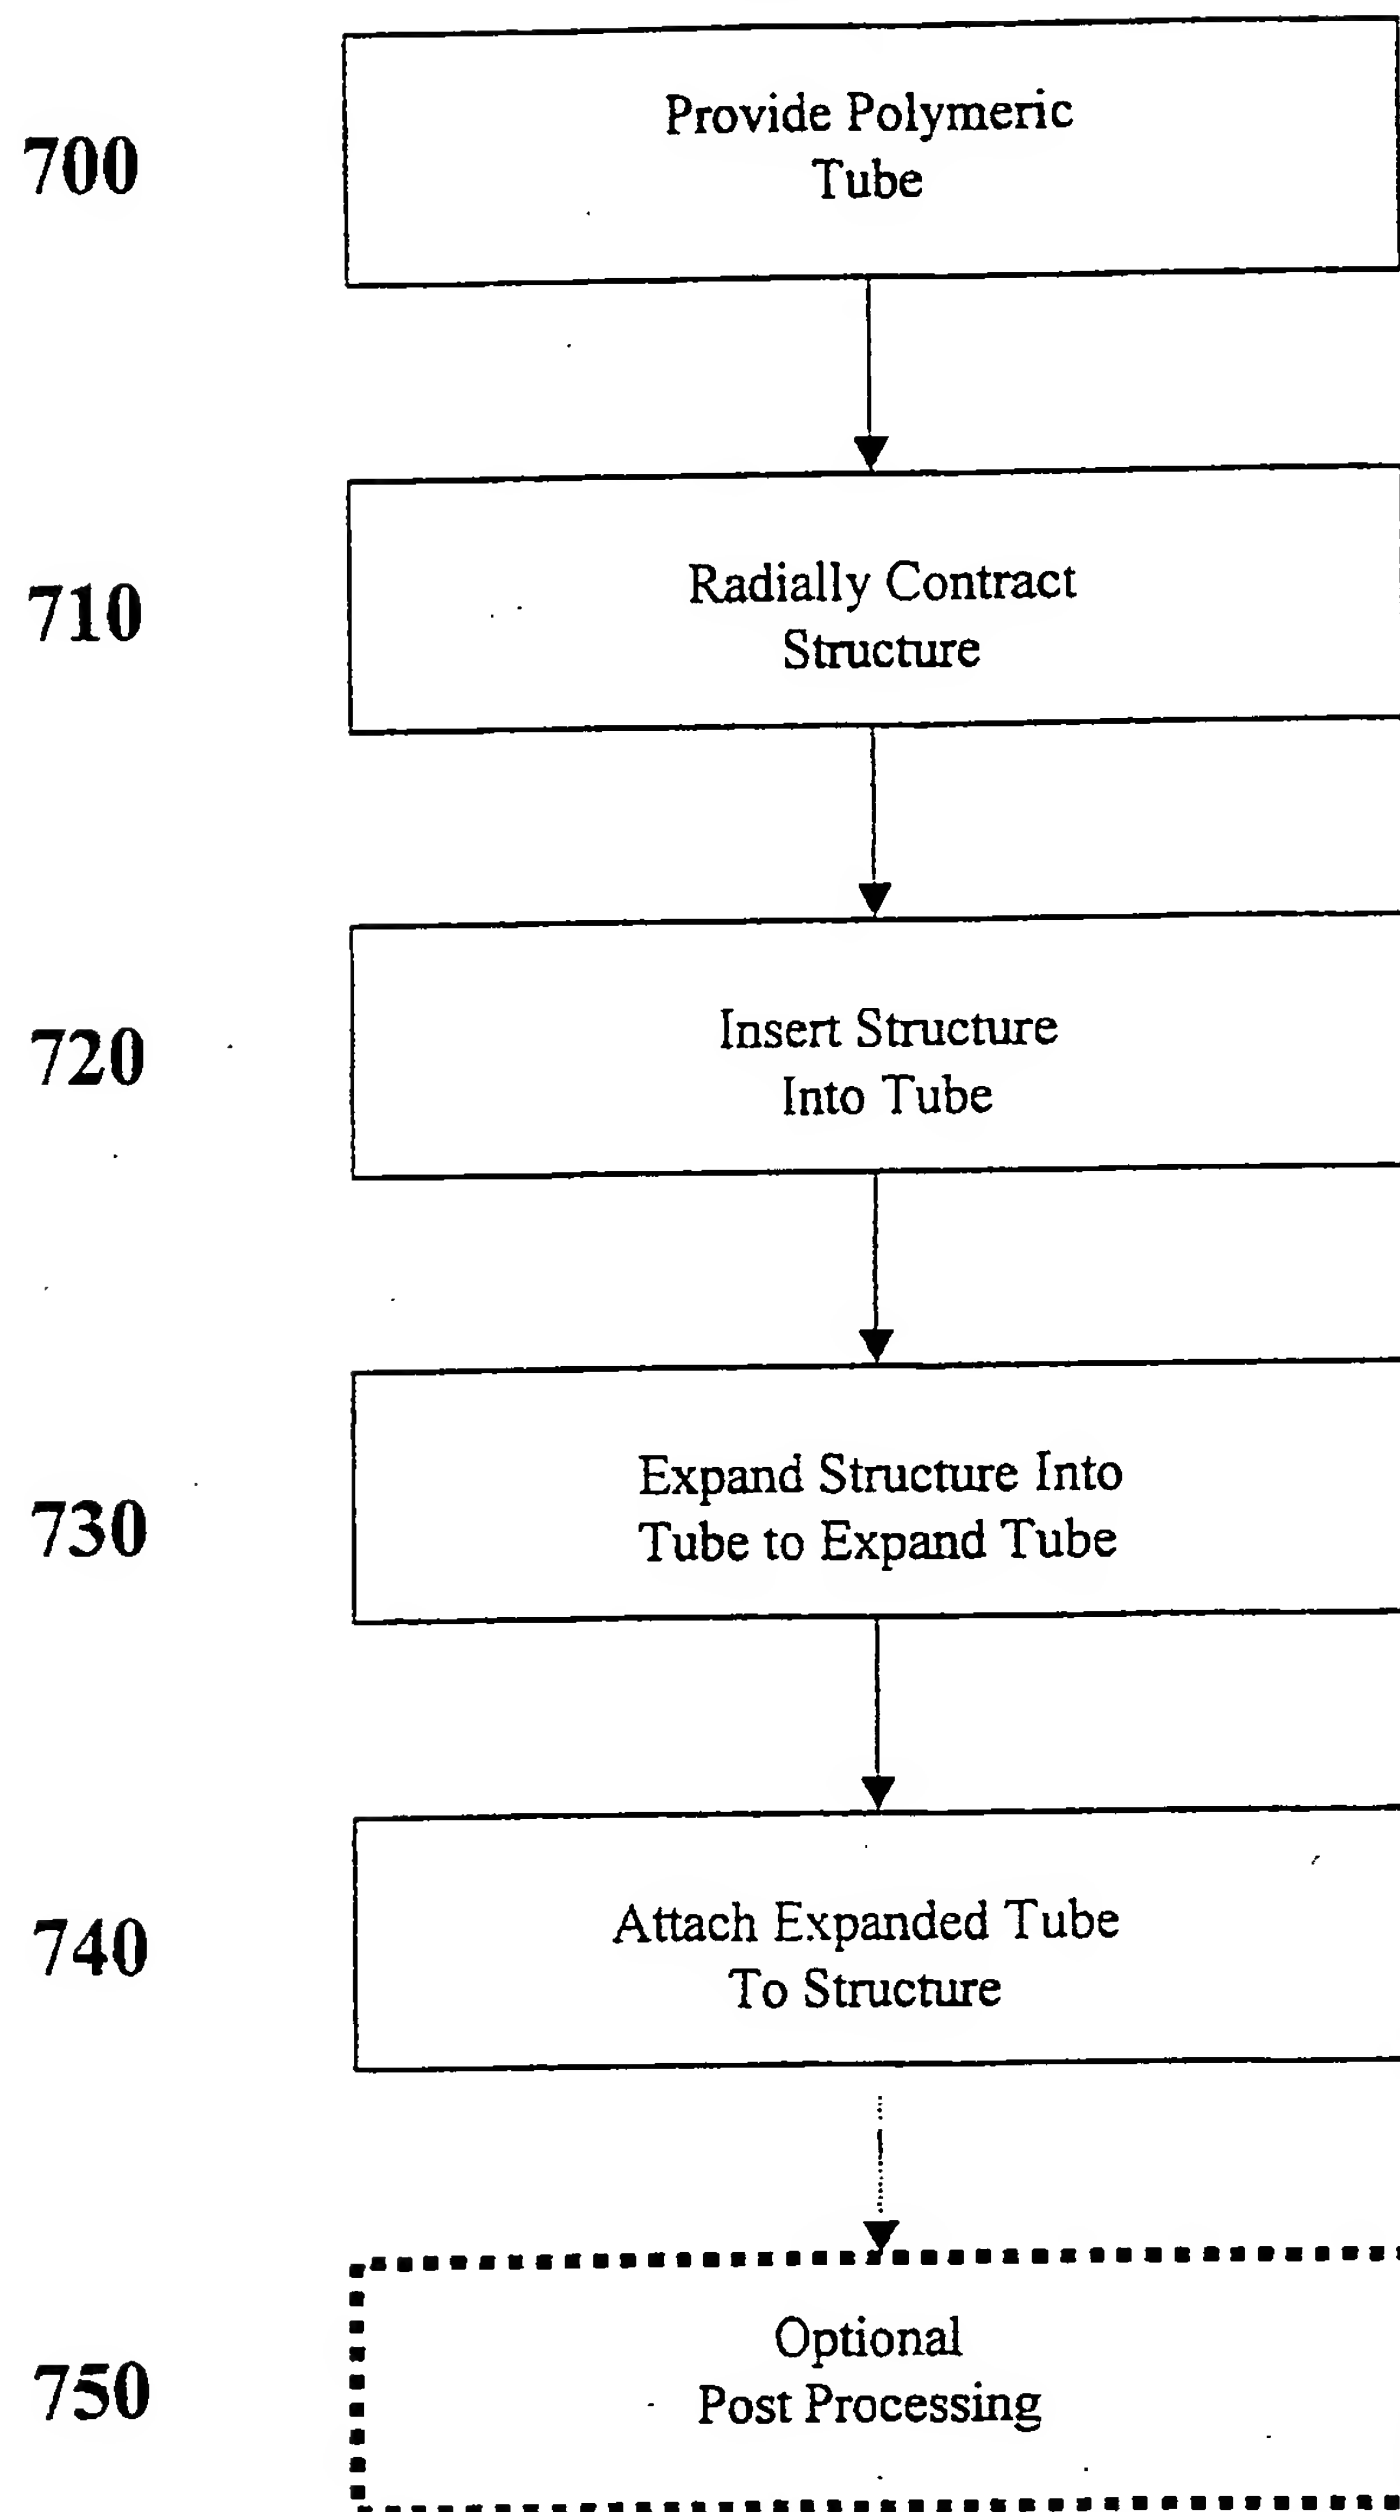 700
Provide Polymeric
Tube
710
Radially Contract
Structure
720
Insert Structure
Into Tube
730
Expand Structure Into
Tube to Expand Tube
740
Attach Expanded Tube
To Structure
750
Optional
Post Processing